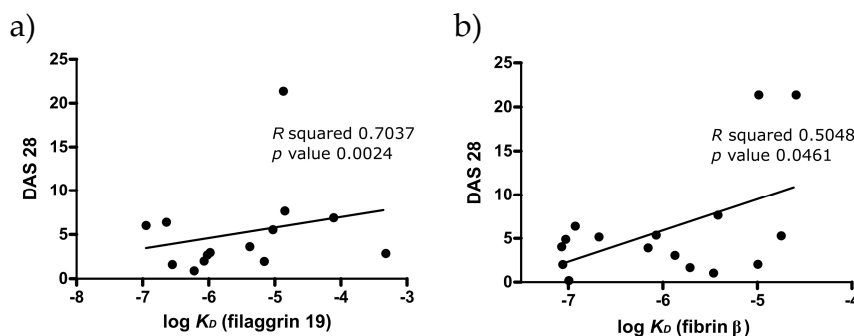 a)
25
20
15
10
5
0
DAS 28
R squared 0.7037
p value 0.0024
-8 -7 -6 -5 -4 -3
log KD (filaggrin 19)
b)
25
20
15
10
5
0
DAS 28
R squared 0.5048
p value 0.0461
-7 -6 -5 -4
log KD (fibrin β)